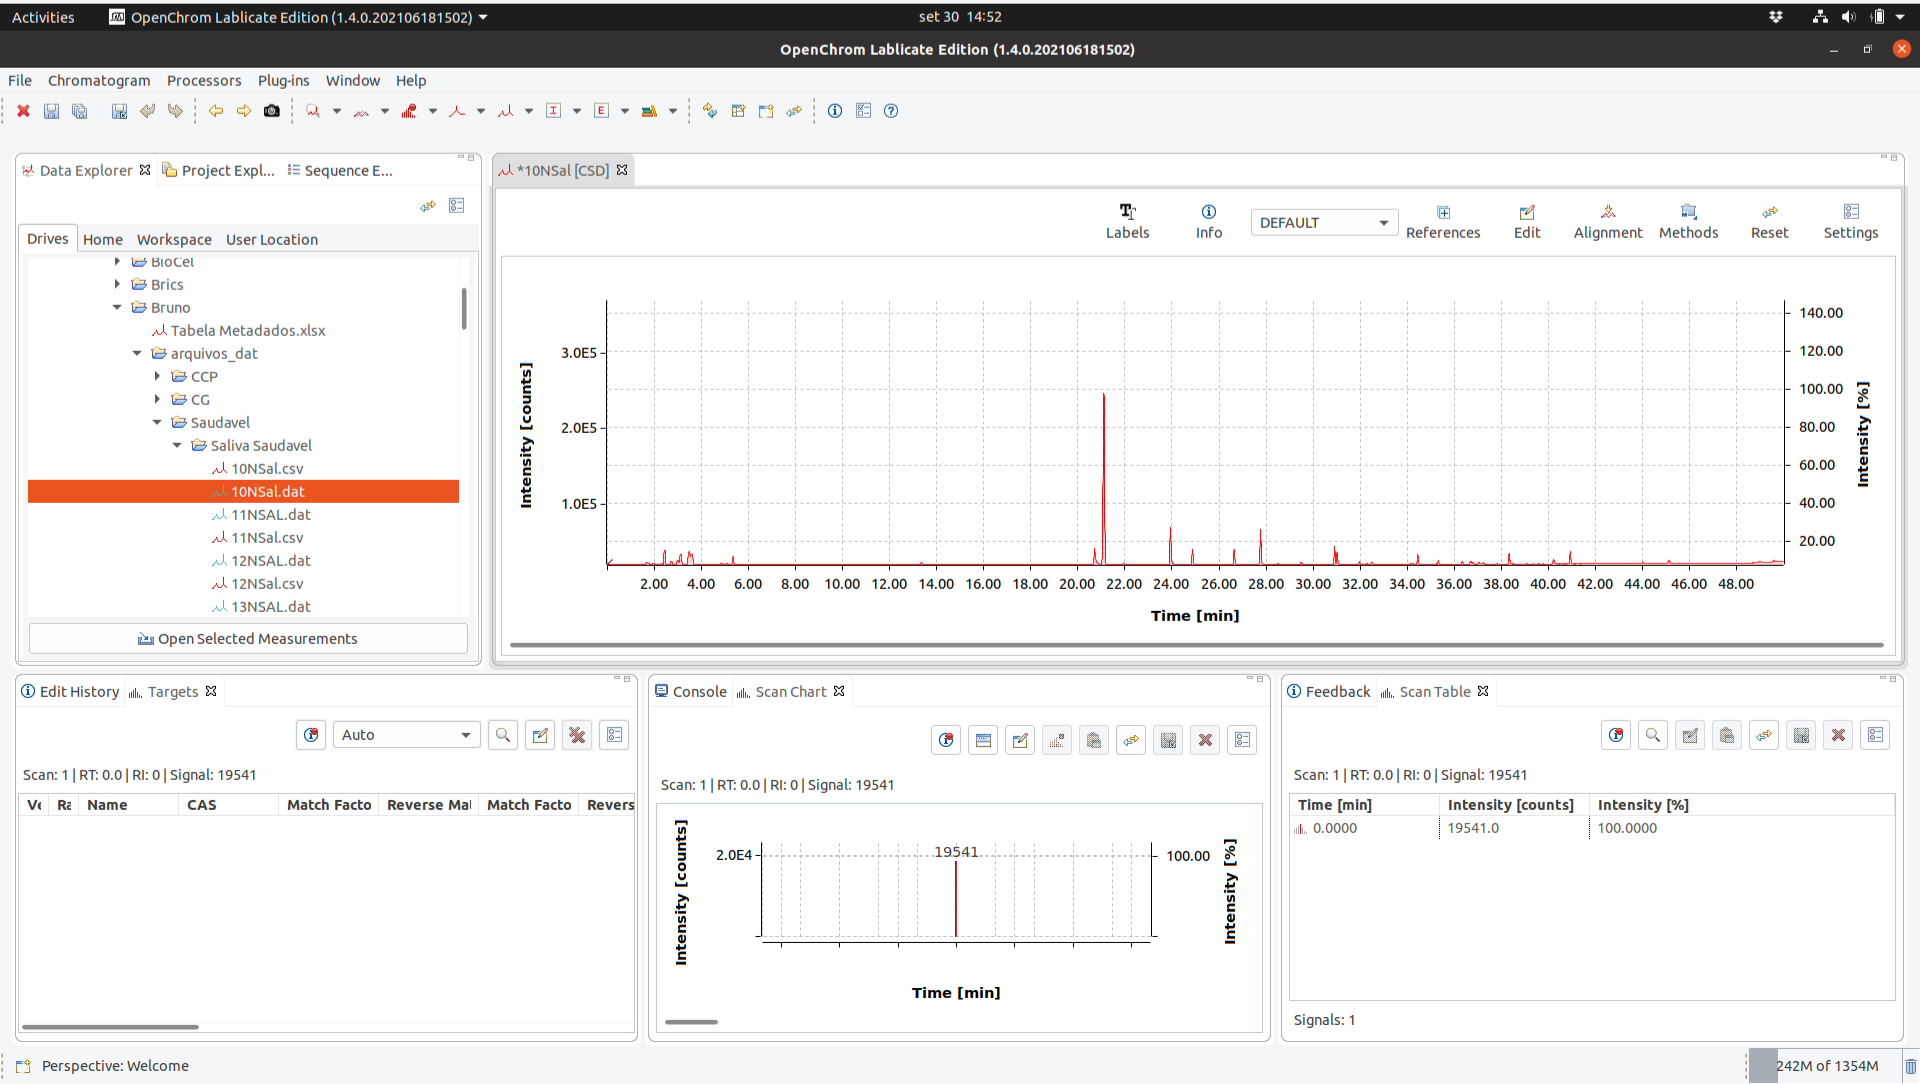 Activities OpenChrom Lablicate Edition (1.4.0.202106181502) set 30 14:52
OpenChrom Lablicate Edition (1.4.0.202106181502)
File Chromatogram Processors Plug-ins Window Help
Data Explorer Project Expl... Sequence E...
*10NSal [CSD]
Drives Home Workspace User Location
BioCel
Brics
Bruno
Tabela Metadados.xlsx
arquivos_dat
CCP
CG
Saudavel
Saliva Saudavel
10NSal.csv
10NSal.dat
11NSAL.dat
11NSal.csv
12NSAL.dat
12NSal.csv
13NSAL.dat
Open Selected Measurements
Labels Info DEFAULT References Edit Alignment Methods Reset Settings
Intensity [counts]
3.0E5
2.0E5
1.0E5
140.00
120.00
100.00
80.00
60.00
40.00
20.00
Intensity [%]
2.00 4.00 6.00 8.00 10.00 12.00 14.00 16.00 18.00 20.00 22.00 24.00 26.00 28.00 30.00 32.00 34.00 36.00 38.00 40.00 42.00 44.00 46.00 48.00
Time [min]
Edit History Targets
Auto
Scan: 1 | RT: 0.0 | RI: 0 | Signal: 19541
Ve Ra Name CAS Match Facto Reverse Mat Match Facto Revers
Console Scan Chart
Scan: 1 | RT: 0.0 | RI: 0 | Signal: 19541
Intensity [counts]
2.0E4
19541
100.00
Intensity [%]
Time [min]
Feedback Scan Table
Scan: 1 | RT: 0.0 | RI: 0 | Signal: 19541
Time [min] Intensity [counts] Intensity [%]
0.0000 19541.0 100.0000
Signals: 1
Perspective: Welcome
242M of 1354M